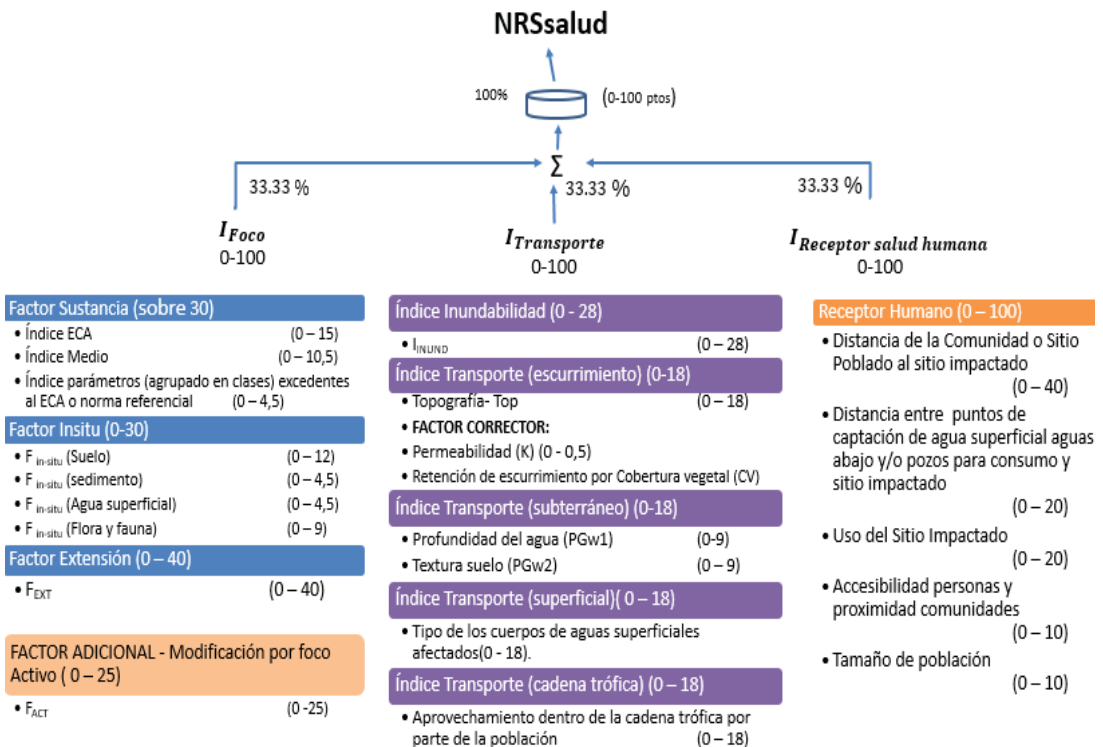 NRSsalud
100%
(0-100 ptos)
Σ
33.33 %
33.33 %
33.33 %
I Foco
0-100
I Transporte
0-100
I Receptor salud humana
0-100
Factor Sustancia (sobre 30)
• Índice ECA (0 – 15)
• Índice Medio (0 – 10,5)
• Índice parámetros (agrupado en clases) excedentes
al ECA o norma referencial (0 – 4,5)
Factor Insitu (0-30)
• F in-situ (Suelo) (0 – 12)
• F in-situ (sedimento) (0 – 4,5)
• F in-situ (Agua superficial) (0 – 4,5)
• F in-situ (Flora y fauna) (0 – 9)
Factor Extensión (0 – 40)
• FEXT (0 – 40)
FACTOR ADICIONAL - Modificación por foco
Activo ( 0 – 25)
• FACT (0 -25)
Índice Inundabilidad (0 - 28)
• IINUND (0 – 28)
Índice Transporte (escurrimiento) (0-18)
• Topografía- Top (0 – 18)
• FACTOR CORRECTOR:
• Permeabilidad (K) (0 - 0,5)
• Retención de escurrimiento por Cobertura vegetal (CV)
Índice Transporte (subterráneo) (0-18)
• Profundidad del agua (PGw1) (0-9)
• Textura suelo (PGw2) (0 – 9)
Índice Transporte (superficial)( 0 – 18)
• Tipo de los cuerpos de aguas superficiales
afectados(0 - 18).
Índice Transporte (cadena trófica) (0 – 18)
• Aprovechamiento dentro de la cadena trófica por
parte de la población (0 – 18)
Receptor Humano (0 – 100)
• Distancia de la Comunidad o Sitio
Poblado al sitio impactado
(0 – 40)
• Distancia entre puntos de
captación de agua superficial aguas
abajo y/o pozos para consumo y
sitio impactado
(0 – 20)
• Uso del Sitio Impactado
(0 – 20)
• Accesibilidad personas y
proximidad comunidades
(0 – 10)
• Tamaño de población
(0 – 10)